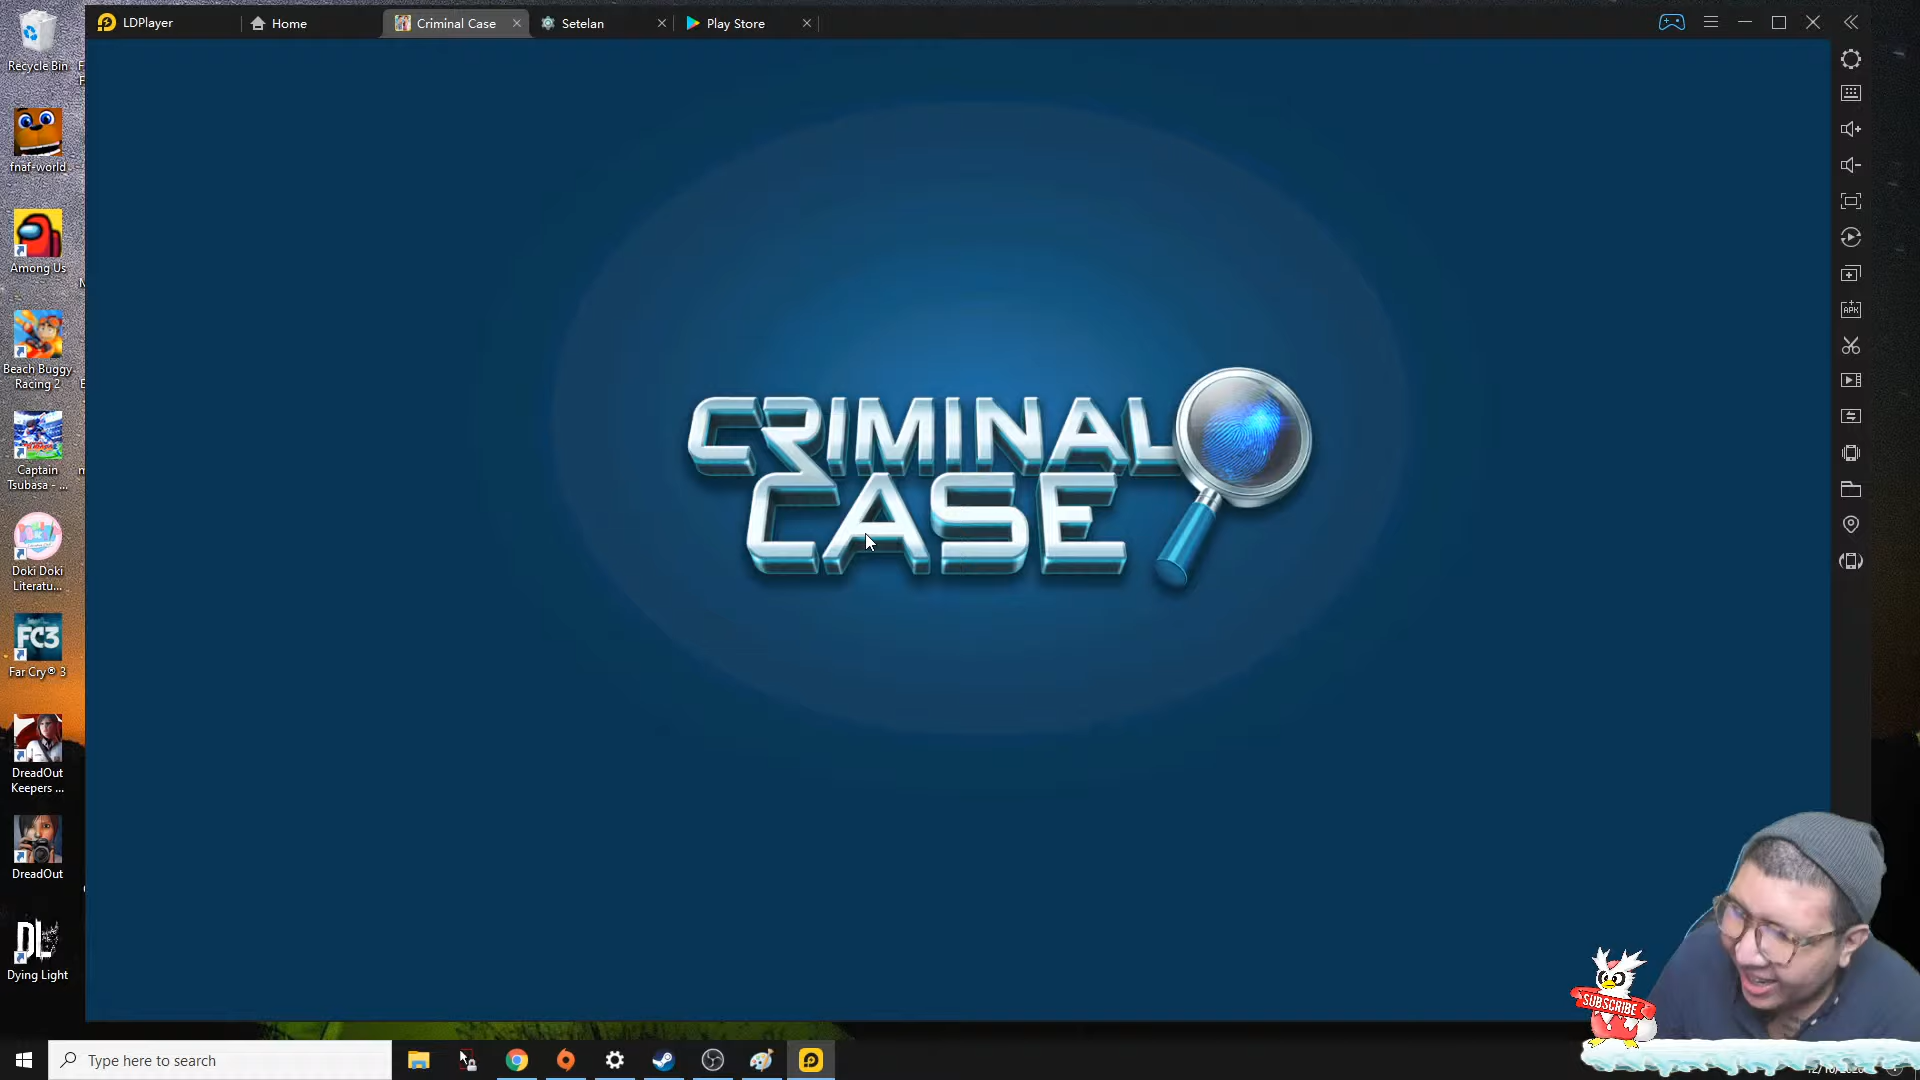 LDPlayer
Home
Criminal Case
Setelan
Play Store
Recycle Bin
fnaf-world
Among Us
Beach Buggy
Racing 2
Captain
Tsubasa - ...
Doki Doki
Literatu...
FC3
Far Cry® 3
DreadOut
Keepers ...
DreadOut
DL
Dying Light
CRIMINAL
CASE
APK
SUBSCRIBE
Type here to search